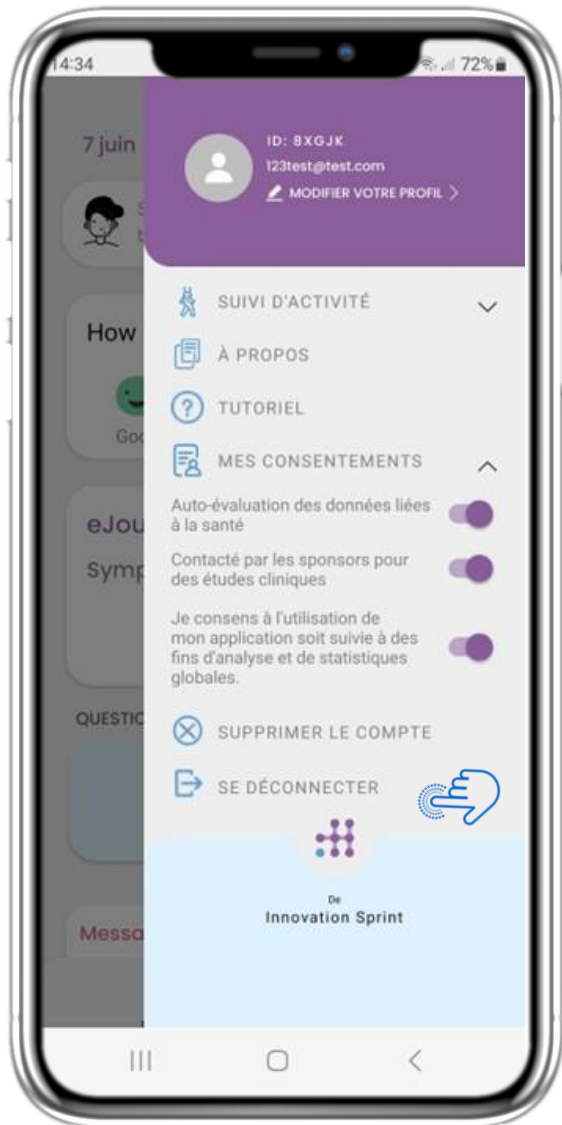 14:34
72%
7 juin
ID: 8XGJK
123test@test.com
MODIFIER VOTRE PROFIL
SUIVI D'ACTIVITÉ
How
À PROPOS
TUTORIEL
MES CONSENTEMENTS
Auto-évaluation des données liées
à la santé
eJou
Contacté par les sponsors pour
des études cliniques
Symp
Je consens à l'utilisation de
mon application soit suivie à des
fins d'analyse et de statistiques
globales.
QUESTIO
SUPPRIMER LE COMPTE
SE DÉCONNECTER
De
Innovation Sprint
Messa